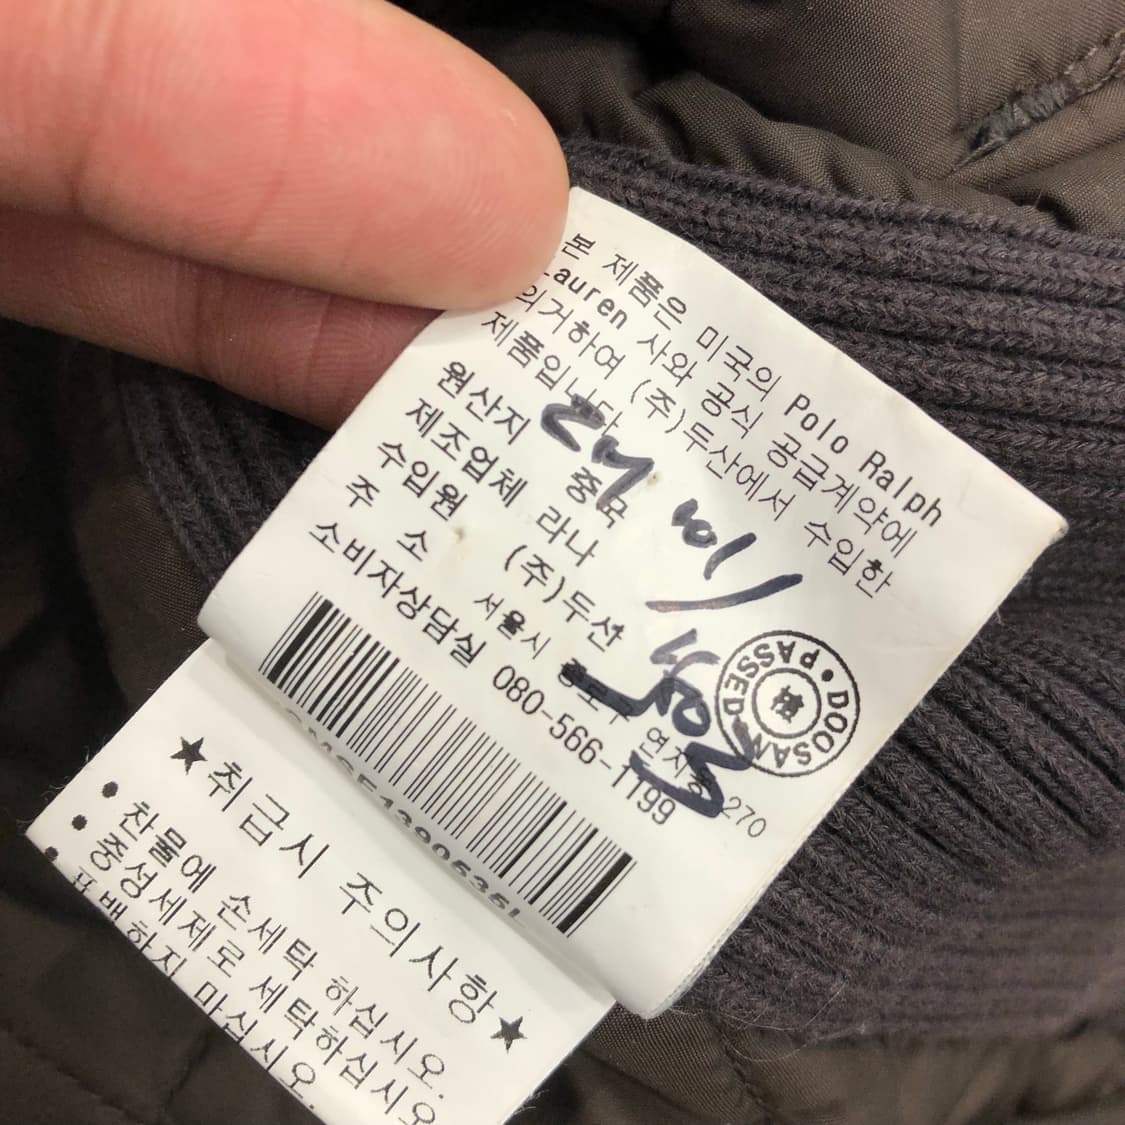 본 제품은 미국의 Polo Ralph
Lauren 사와 공식 공급계약에
의거하여 (주)두산에서 수입한
제품입니다
원산지 중국
제조업체 라나
수입원 (주)두산
주 소 서울시 종로구 연지동 270
소비자상담실 080-566-1199
DOOSAN PASSED
檢
★취급시 주의사항★
• 찬물에 손세탁 하십시오.
• 중성세제로 세탁하십시오
• 표백하지 마십시오.